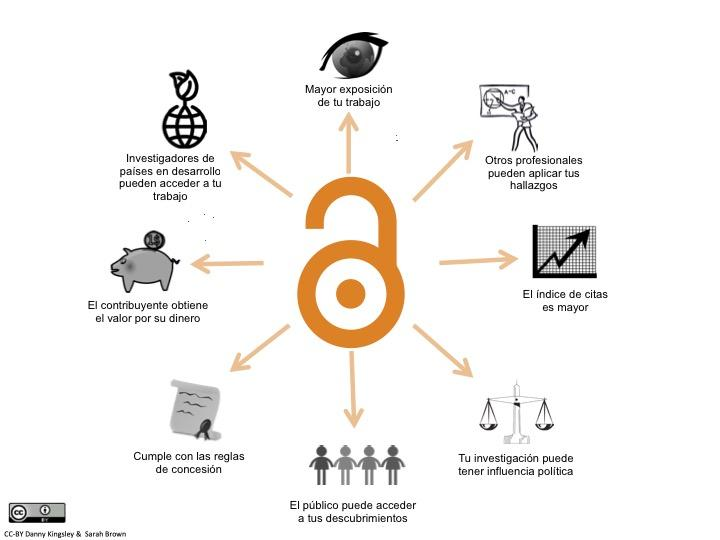 Mayor exposición
de tu trabajo
A-C
Otros profesionales
pueden aplicar tus
hallazgos
El índice de citas
es mayor
Tu investigación puede
tener influencia política
El público puede acceder
a tus descubrimientos
Cumple con las reglas
de concesión
El contribuyente obtiene
el valor por su dinero
Investigadores de
países en desarrollo
pueden acceder a tu
trabajo
cc
BY
CC-BY Danny Kingsley & Sarah Brown